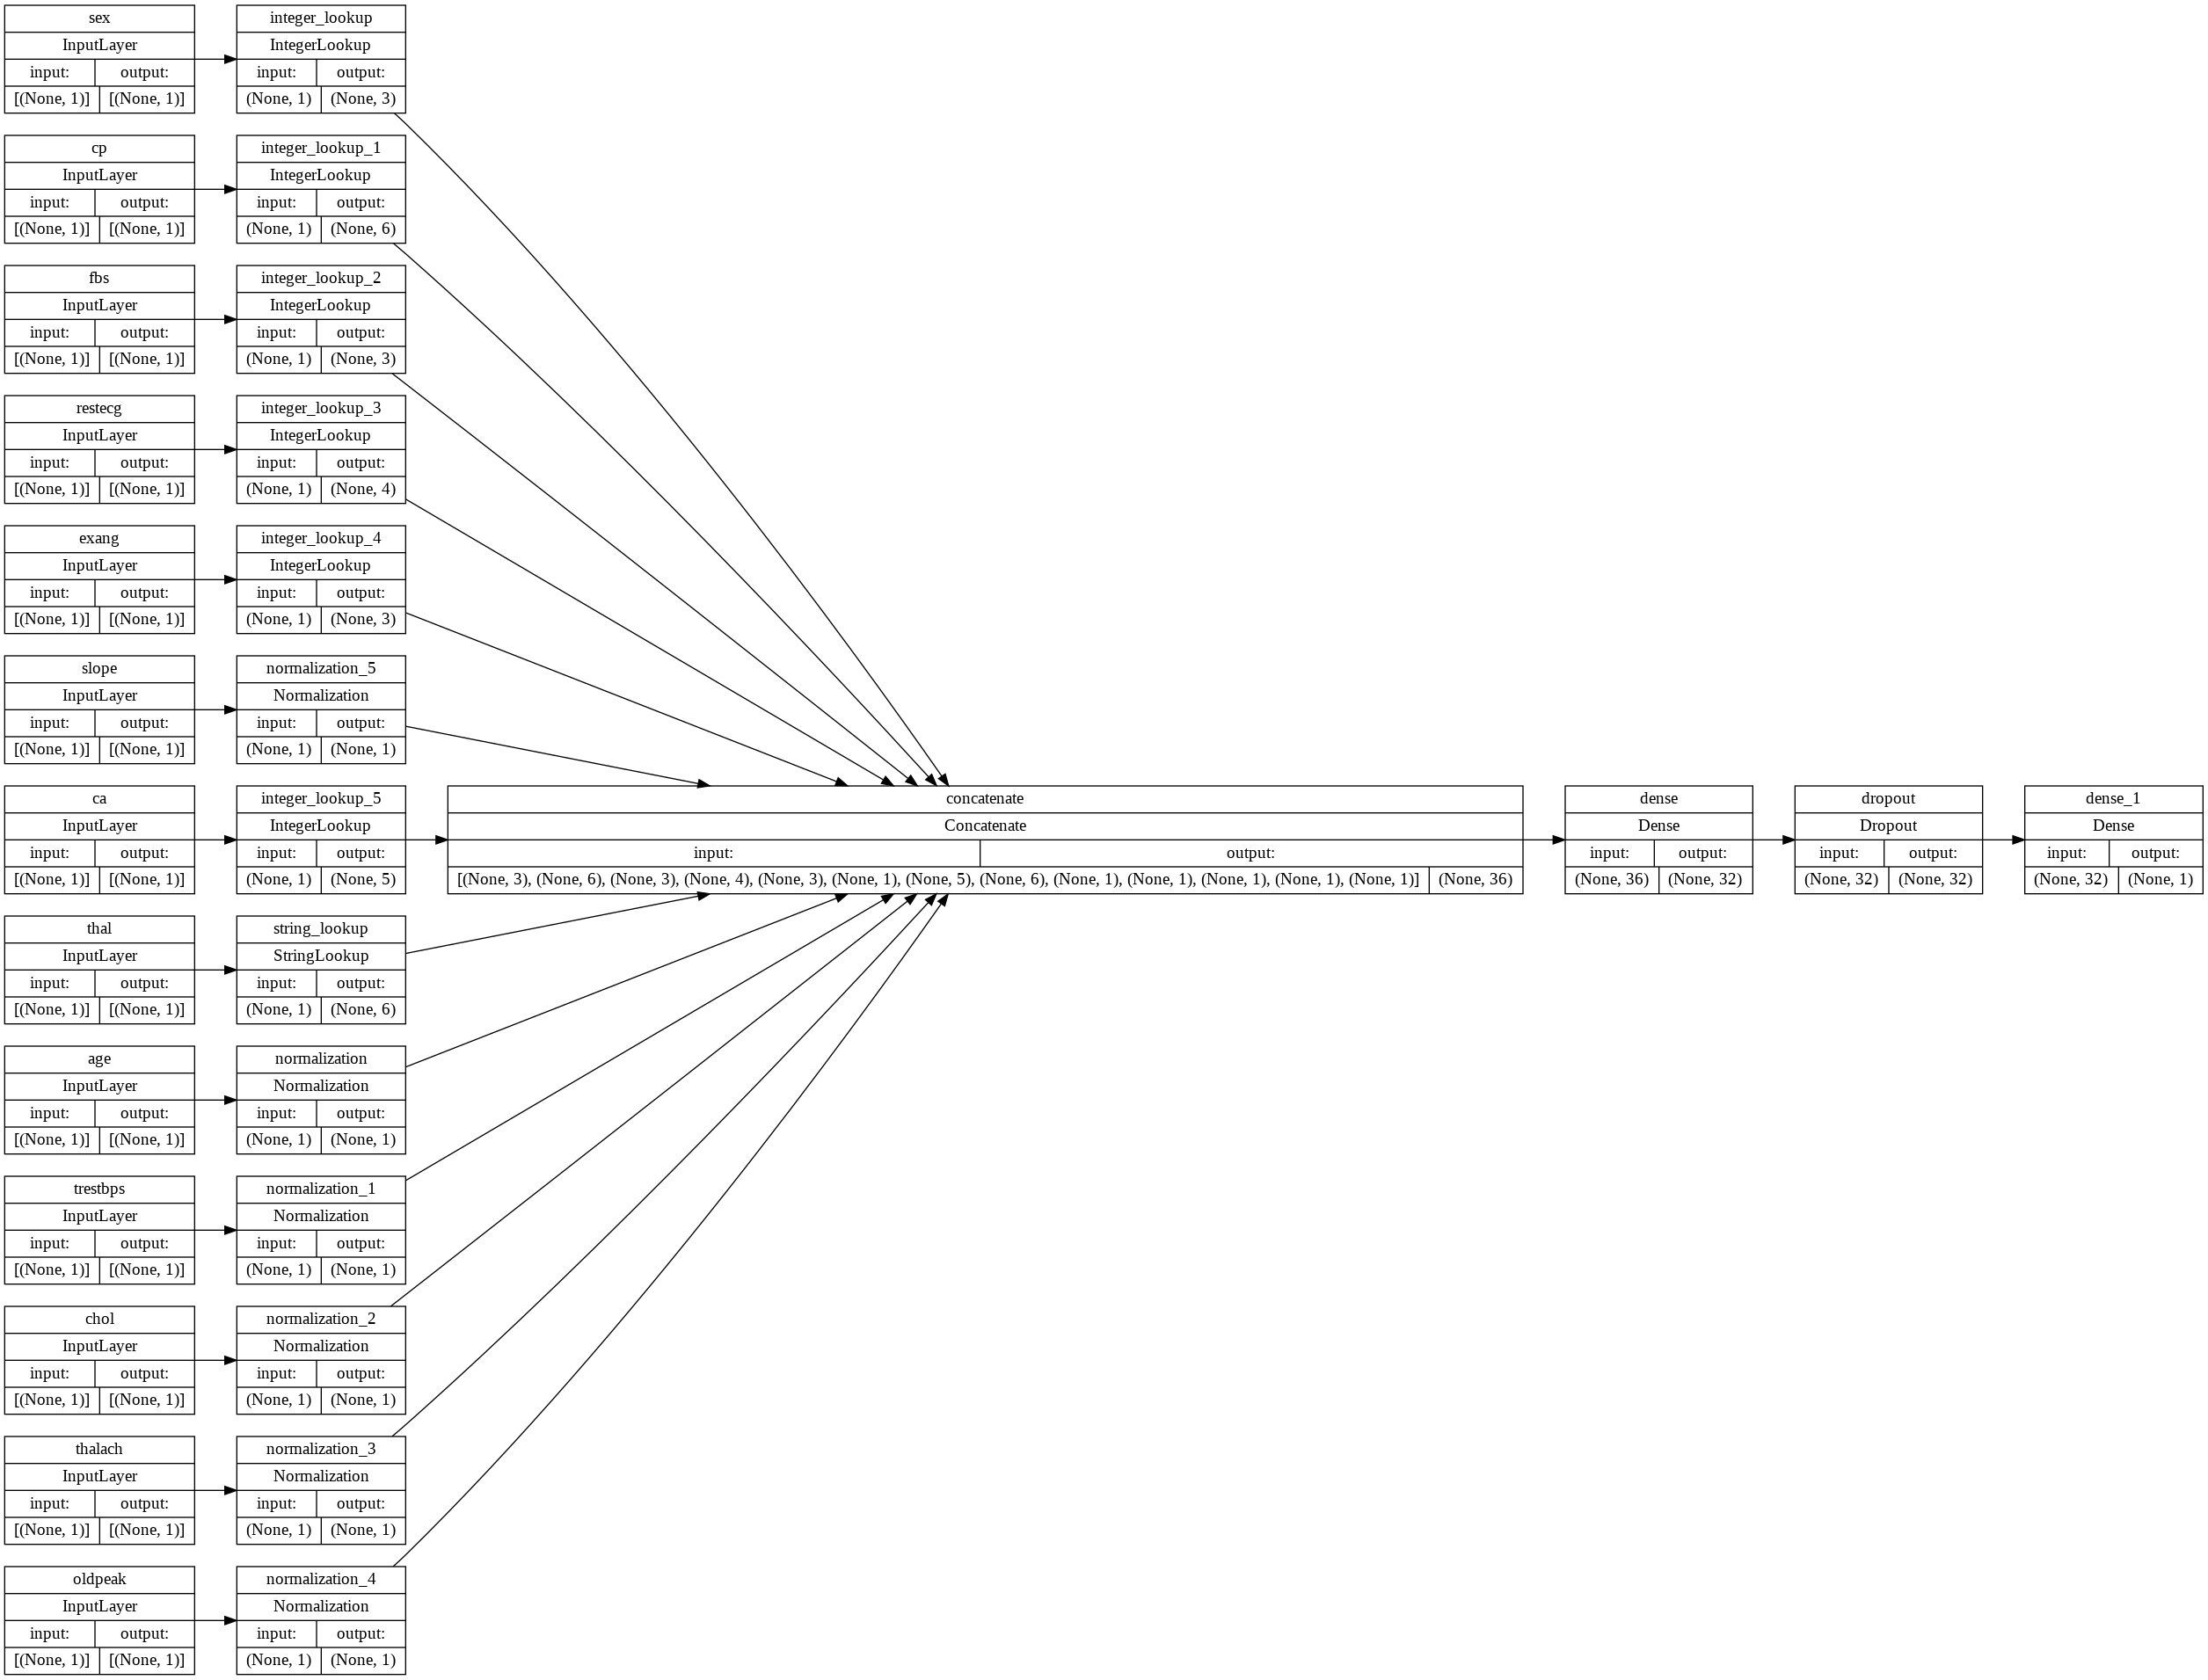 sex
InputLayer
input: output:
[(None, 1)] [(None, 1)]
integer_lookup
IntegerLookup
input: output:
(None, 1) (None, 3)
cp
InputLayer
input: output:
[(None, 1)] [(None, 1)]
integer_lookup_1
IntegerLookup
input: output:
(None, 1) (None, 6)
fbs
InputLayer
input: output:
[(None, 1)] [(None, 1)]
integer_lookup_2
IntegerLookup
input: output:
(None, 1) (None, 3)
restecg
InputLayer
input: output:
[(None, 1)] [(None, 1)]
integer_lookup_3
IntegerLookup
input: output:
(None, 1) (None, 4)
exang
InputLayer
input: output:
[(None, 1)] [(None, 1)]
integer_lookup_4
IntegerLookup
input: output:
(None, 1) (None, 3)
slope
InputLayer
input: output:
[(None, 1)] [(None, 1)]
normalization_5
Normalization
input: output:
(None, 1) (None, 1)
ca
InputLayer
input: output:
[(None, 1)] [(None, 1)]
integer_lookup_5
IntegerLookup
input: output:
(None, 1) (None, 5)
concatenate
Concatenate
input: output:
[(None, 3), (None, 6), (None, 3), (None, 4), (None, 3), (None, 1), (None, 5), (None, 6), (None, 1), (None, 1), (None, 1), (None, 1), (None, 1)] (None, 36)
dense
Dense
input: output:
(None, 36) (None, 32)
dropout
Dropout
input: output:
(None, 32) (None, 32)
dense_1
Dense
input: output:
(None, 32) (None, 1)
thal
InputLayer
input: output:
[(None, 1)] [(None, 1)]
string_lookup
StringLookup
input: output:
(None, 1) (None, 6)
age
InputLayer
input: output:
[(None, 1)] [(None, 1)]
normalization
Normalization
input: output:
(None, 1) (None, 1)
trestbps
InputLayer
input: output:
[(None, 1)] [(None, 1)]
normalization_1
Normalization
input: output:
(None, 1) (None, 1)
chol
InputLayer
input: output:
[(None, 1)] [(None, 1)]
normalization_2
Normalization
input: output:
(None, 1) (None, 1)
thalach
InputLayer
input: output:
[(None, 1)] [(None, 1)]
normalization_3
Normalization
input: output:
(None, 1) (None, 1)
oldpeak
InputLayer
input: output:
[(None, 1)] [(None, 1)]
normalization_4
Normalization
input: output:
(None, 1) (None, 1)